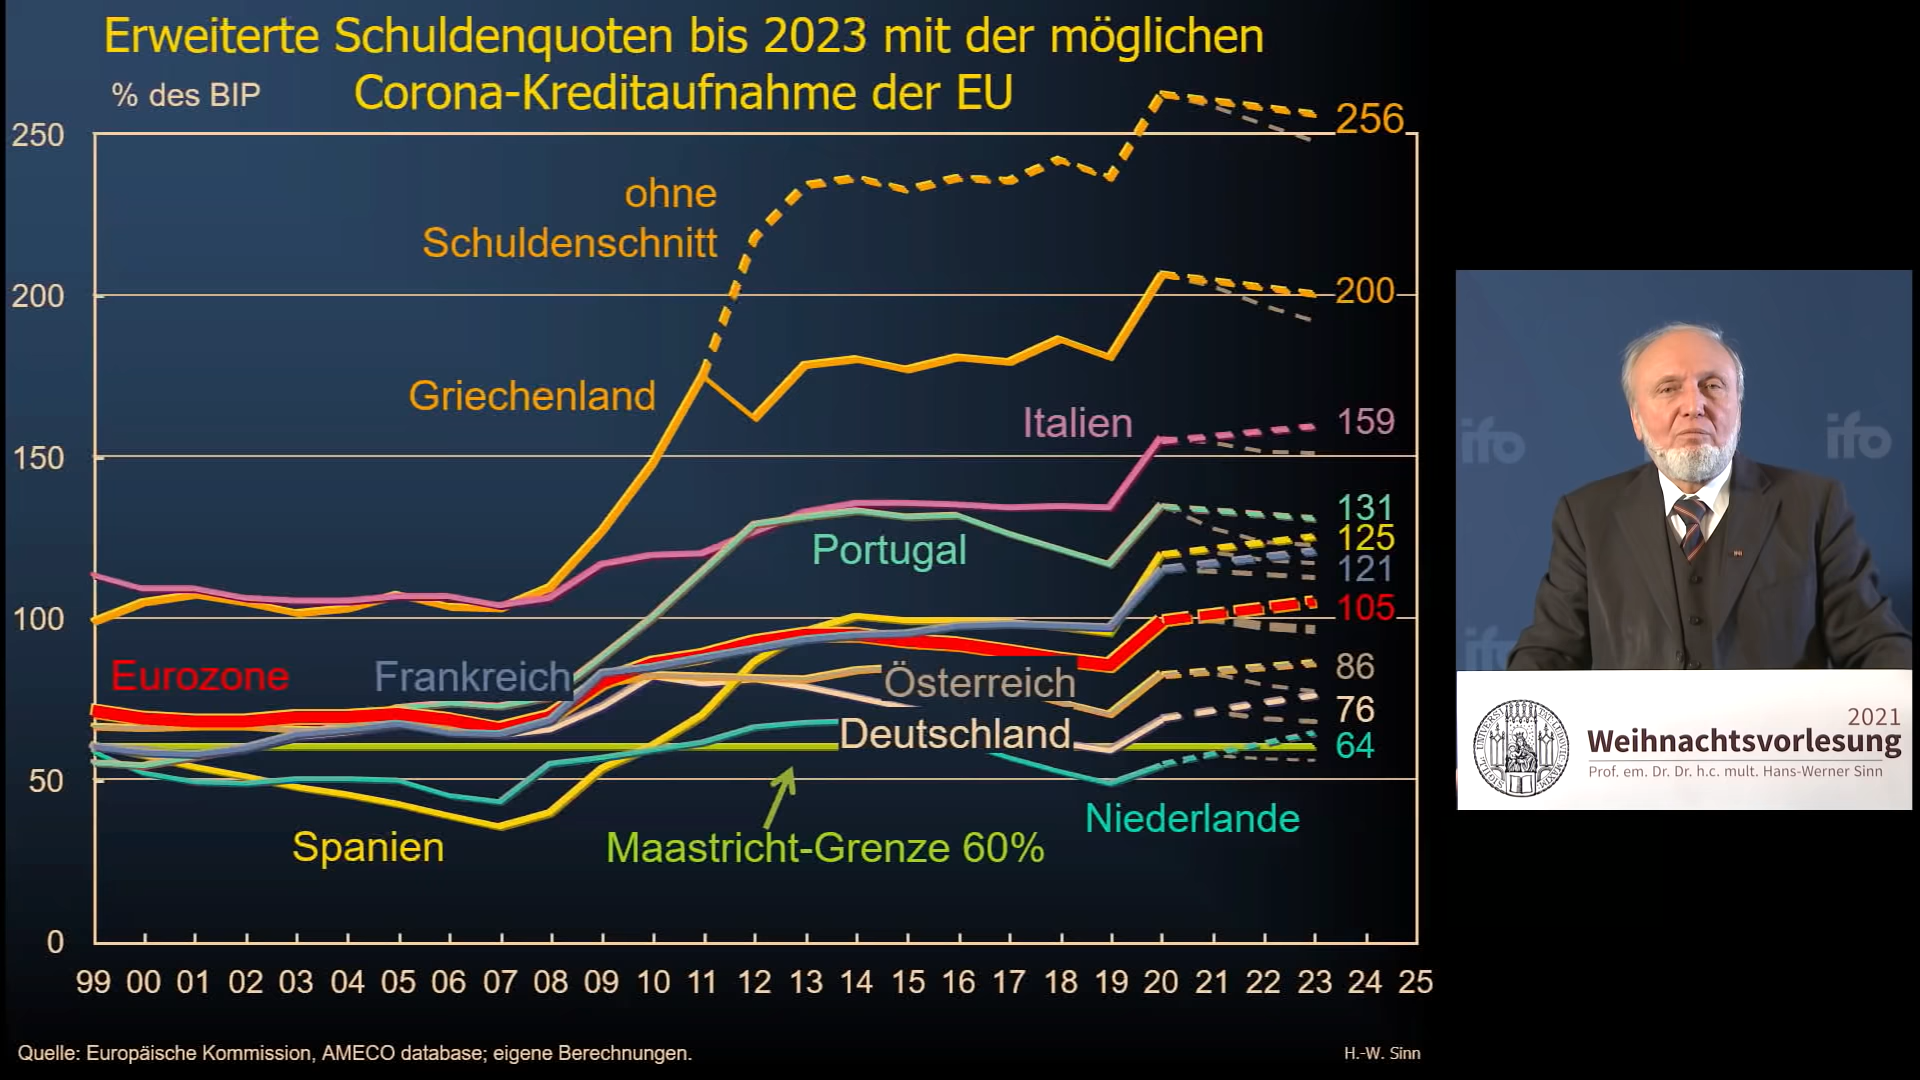 Erweiterte Schuldenquoten bis 2023 mit der möglichen
Corona-Kreditaufnahme der EU
% des BIP
250
200
150
100
50
0
ohne
Schuldenschnitt
Griechenland
Italien
Portugal
Eurozone
Frankreich
Österreich
Deutschland
Spanien
Maastricht-Grenze 60%
Niederlande
256
200
159
131
125
121
105
86
76
64
99 00 01 02 03 04 05 06 07 08 09 10 11 12 13 14 15 16 17 18 19 20 21 22 23 24 25
Quelle: Europäische Kommission, AMECO database; eigene Berechnungen.
H.-W. Sinn
ifo
ifo
ifo
2021
Weihnachtsvorlesung
Prof. em. Dr. Dr. h.c. mult. Hans-Werner Sinn